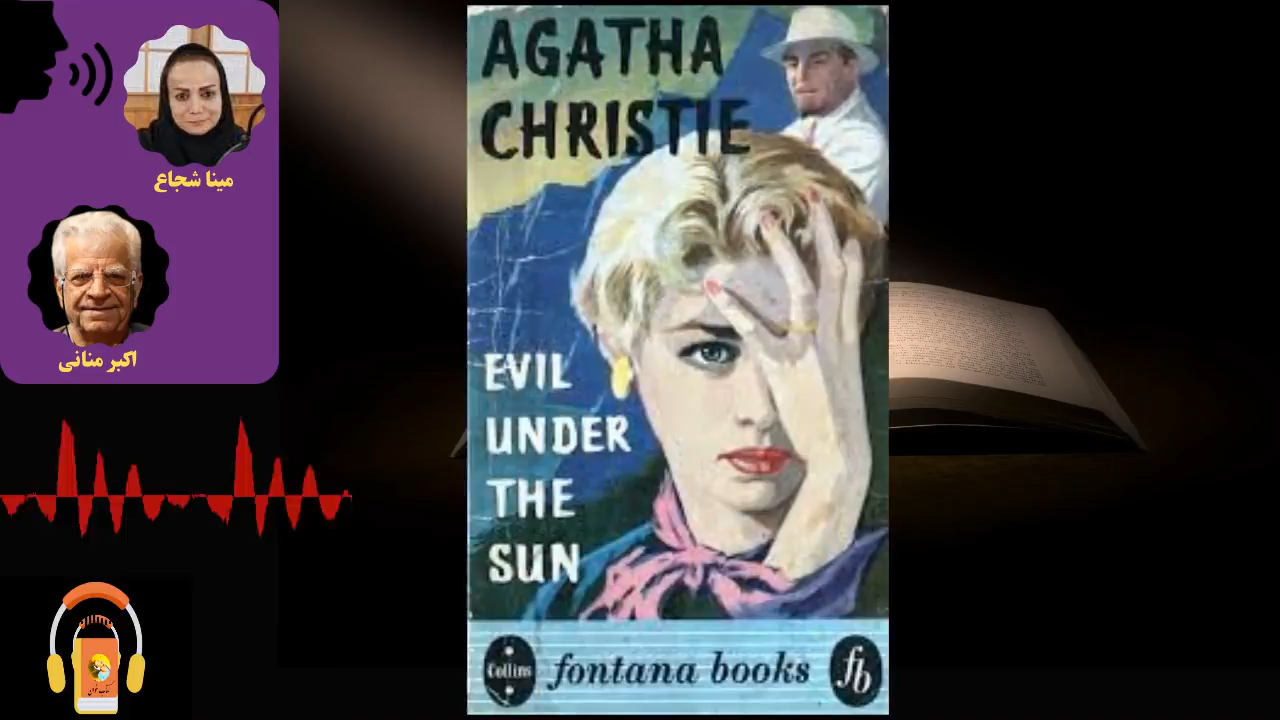 مینا شجاع
اکبر منانی
AGATHA
CHRISTIE
EVIL
UNDER
THE
SUN
Collins
fontana books
fb